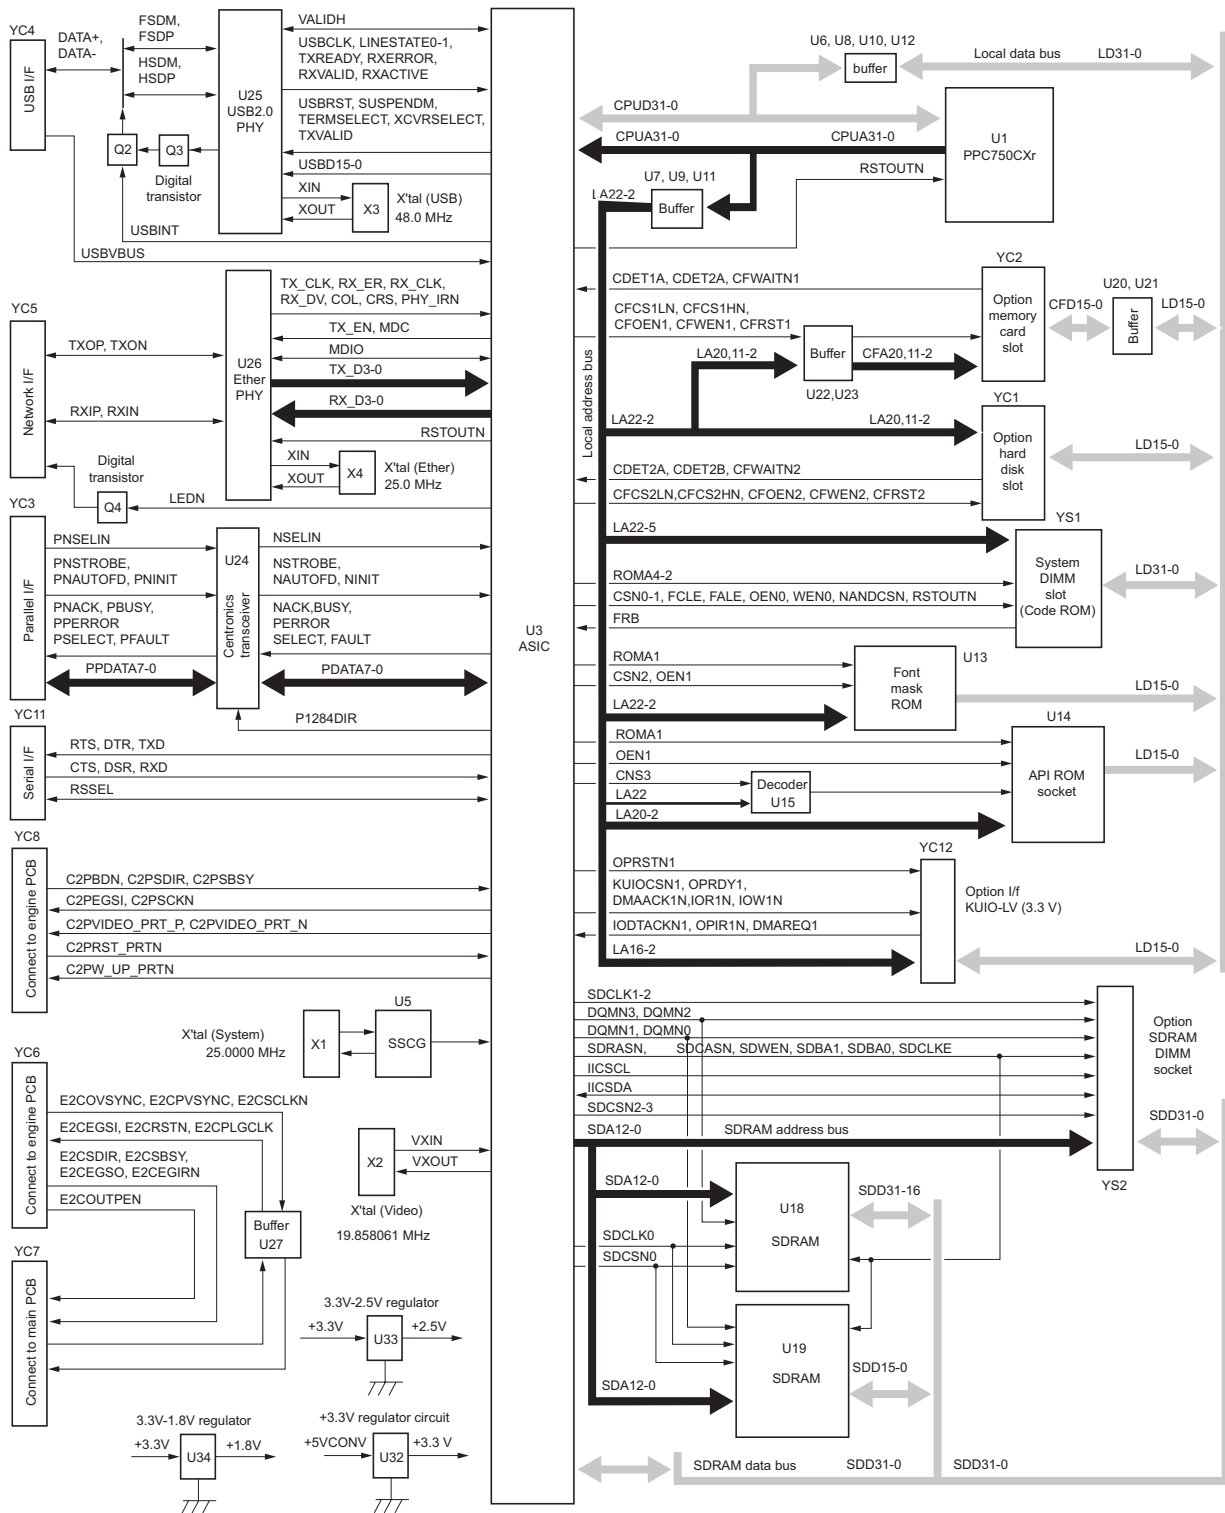 YC4
USB I/F
DATA+,
DATA-
FSDM,
FSDP
HSDM,
HSDP
U25
USB2.0
PHY
Q2
Q3
Digital
transistor
VALIDH
USBCLK, LINESTATE0-1,
TXREADY, RXERROR,
RXVALID, RXACTIVE
USBRST, SUSPENDM,
TERMSELECT, XCVRSELECT,
TXVALID
USBD15-0
XIN
XOUT
X3
X'tal (USB)
48.0 MHz
USBINT
USBVBUS
YC5
Network I/F
TXOP, TXON
RXIP, RXIN
U26
Ether
PHY
TX_CLK, RX_ER, RX_CLK,
RX_DV, COL, CRS, PHY_IRN
TX_EN, MDC
MDIO
TX_D3-0
RX_D3-0
RSTOUTN
XIN
XOUT
X4
X'tal (Ether)
25.0 MHz
Digital
transistor
Q4
LEDN
YC3
Parallel I/F
PNSELIN
PNSTROBE,
PNAUTOFD, PNINIT
PNACK, PBUSY,
PPERROR
PSELECT, PFAULT
PPDATA7-0
U24
Centronics
transceiver
NSELIN
NSTROBE,
NAUTOFD, NINIT
NACK,BUSY,
PERROR
SELECT, FAULT
PDATA7-0
P1284DIR
YC11
Serial I/F
RTS, DTR, TXD
CTS, DSR, RXD
RSSEL
YC8
Connect to engine PCB
C2PBDN, C2PSDIR, C2PSBSY
C2PEGSI, C2PSCKN
C2PVIDEO_PRT_P, C2PVIDEO_PRT_N
C2PRST_PRTN
C2PW_UP_PRTN
X'tal (System)
25.0000 MHz
X1
U5
SSCG
YC6
Connect to engine PCB
E2COVSYNC, E2CPVSYNC, E2CSCLKN
E2CEGSI, E2CRSTN, E2CPLGCLK
E2CSDIR, E2CSBSY,
E2CEGSO, E2CEGIRN
E2COUTPEN
Buffer
U27
X2
VXIN
VXOUT
X'tal (Video)
19.858061 MHz
YC7
Connect to main PCB
3.3V-2.5V regulator
+3.3V
U33
+2.5V
3.3V-1.8V regulator
+3.3V
U34
+1.8V
+3.3V regulator circuit
+5VCONV
U32
+3.3 V
U3
ASIC
U6, U8, U10, U12
buffer
Local data bus
LD31-0
CPUD31-0
CPUA31-0
CPUA31-0
U1
PPC750CXr
RSTOUTN
U7, U9, U11
Buffer
LA22-2
Local address bus
CDET1A, CDET2A, CFWAITN1
CFCS1LN, CFCS1HN,
CFOEN1, CFWEN1, CFRST1
YC2
Option
memory
card
slot
CFD15-0
U20, U21
Buffer
LD15-0
LA20,11-2
Buffer
U22,U23
CFA20,11-2
LA22-2
LA20,11-2
YC1
Option
hard
disk
slot
LD15-0
CDET2A, CDET2B, CFWAITN2
CFCS2LN,CFCS2HN, CFOEN2, CFWEN2, CFRST2
LA22-5
YS1
System
DIMM
slot
(Code ROM)
LD31-0
ROMA4-2
CSN0-1, FCLE, FALE, OEN0, WEN0, NANDCSN, RSTOUTN
FRB
ROMA1
CSN2, OEN1
LA22-2
U13
Font
mask
ROM
LD15-0
ROMA1
OEN1
CNS3
LA22
Decoder
U15
LA20-2
U14
API ROM
socket
LD15-0
OPRSTN1
KUIOCSN1, OPRDY1,
DMAACK1N,IOR1N, IOW1N
IODTACKN1, OPIR1N, DMAREQ1
LA16-2
YC12
Option I/f
KUIO-LV (3.3 V)
LD15-0
SDCLK1-2
DQMN3, DQMN2
DQMN1, DQMN0
SDRASN, SDCASN, SDWEN, SDBA1, SDBA0, SDCLKE
IICSCL
IICSDA
SDCSN2-3
SDA12-0
SDRAM address bus
Option
SDRAM
DIMM
socket
YS2
SDD31-0
SDA12-0
U18
SDRAM
SDD31-16
SDCLK0
SDCSN0
U19
SDRAM
SDD15-0
SDA12-0
SDRAM data bus
SDD31-0
SDD31-0